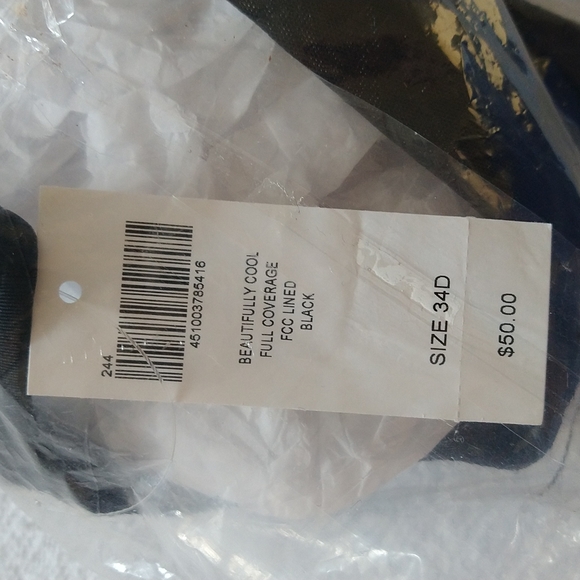 244
451003785416
BEAUTIFULLY COOL
FULL COVERAGE
FCC LINED
BLACK
SIZE 34D
$50.00